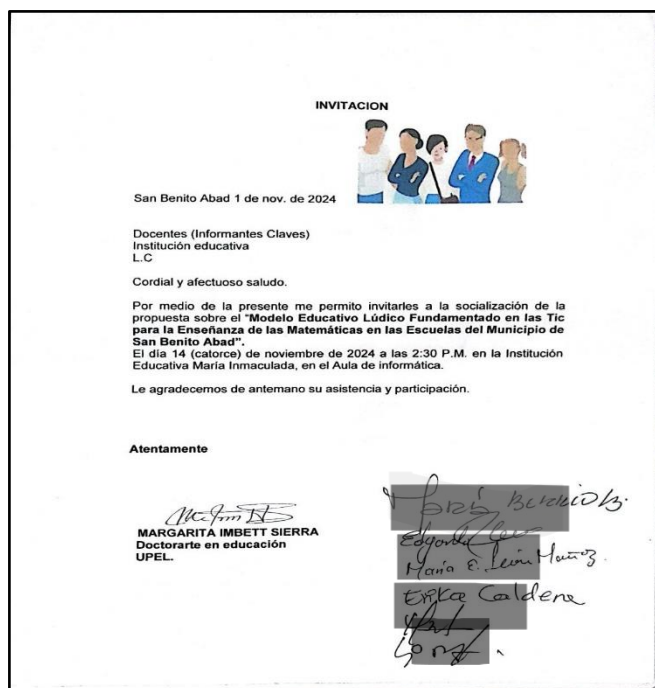 INVITACION
San Benito Abad 1 de nov. de 2024
Docentes (Informantes Claves)
Institución educativa
L.C
Cordial y afectuoso saludo.
Por medio de la presente me permito invitarles a la socialización de la
propuesta sobre el "Modelo Educativo Lúdico Fundamentado en las Tic
para la Enseñanza de las Matemáticas en las Escuelas del Municipio de
San Benito Abad".
El día 14 (catorce) de noviembre de 2024 a las 2:30 P.M. en la Institución
Educativa María Inmaculada, en el Aula de informática.
Le agradecemos de antemano su asistencia y participación.
Atentamente
MARGARITA IMBETT SIERRA
Doctorarte en educación
UPEL.
María E. León Muñoz.
Erika Caldera